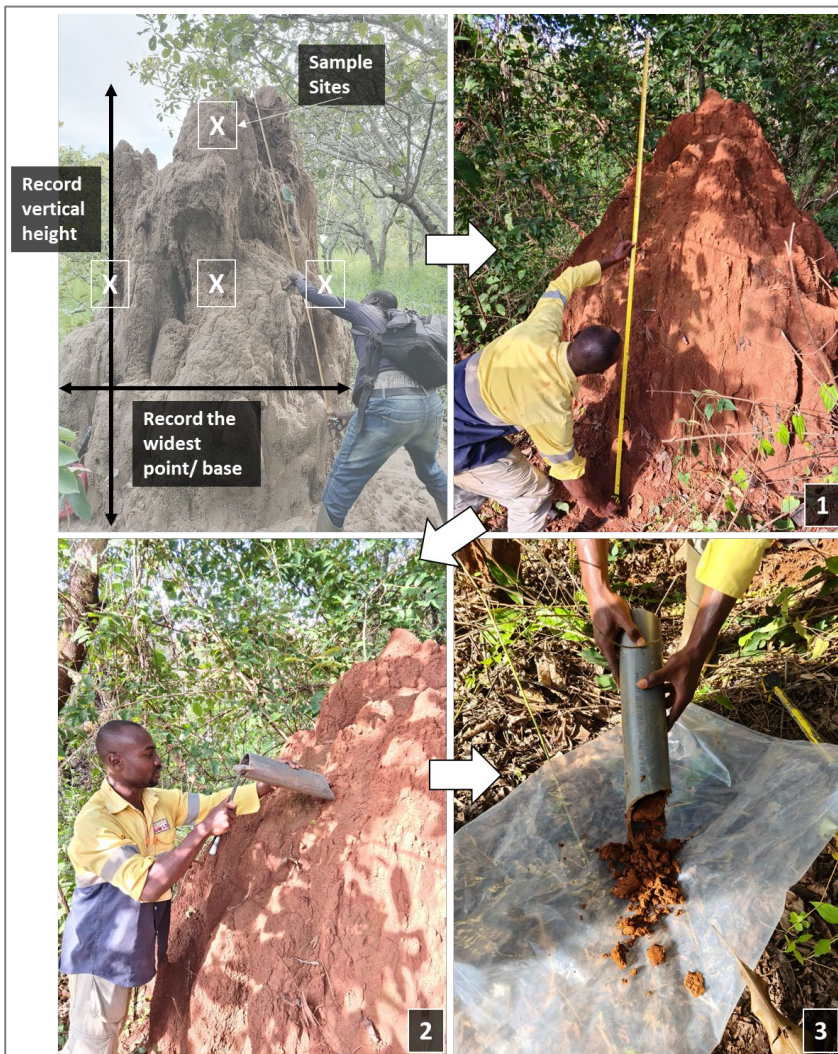 Sample
Sites
X
Record
vertical
height
X
X
X
Record the
widest
point/ base
1
2
3